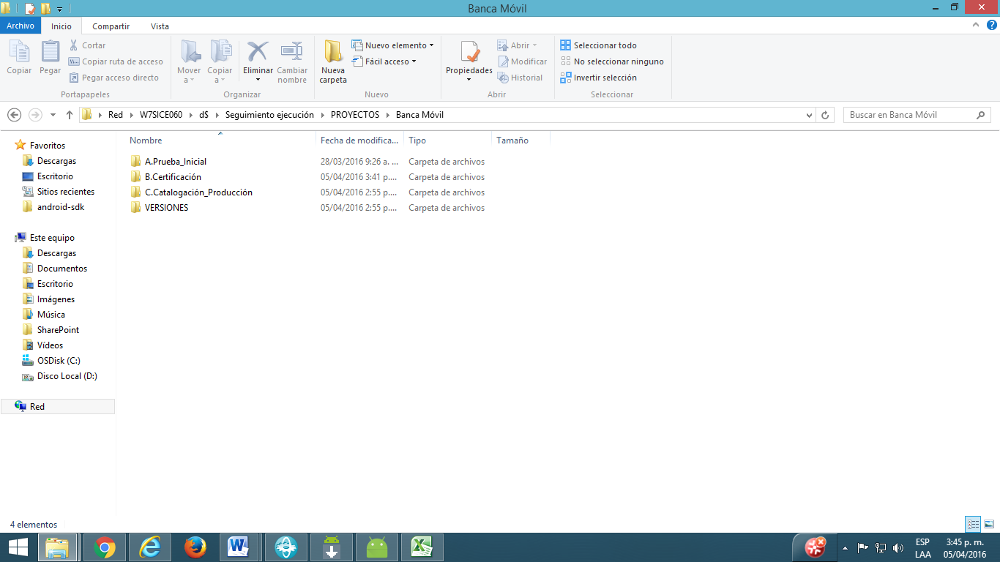 Banca Móvil
Archivo Inicio Compartir Vista
Copiar Pegar Cortar Copiar ruta de acceso Pegar acceso directo
Portapapeles
Mover a Copiar a Eliminar Cambiar nombre
Organizar
Nueva carpeta Nuevo elemento Fácil acceso
Nuevo
Propiedades Abrir Modificar Historial
Abrir
Seleccionar todo
No seleccionar ninguno
Invertir selección
Seleccionar
Red W7SICE060 d$ Seguimiento ejecución PROYECTOS Banca Móvil
Buscar en Banca Móvil
Favoritos
Descargas
Escritorio
Sitios recientes
android-sdk
Este equipo
Descargas
Documentos
Escritorio
Imágenes
Música
SharePoint
Vídeos
OSDisk (C:)
Disco Local (D:)
Red
Nombre Fecha de modifica... Tipo Tamaño
A.Prueba_Inicial 28/03/2016 9:26 a. ... Carpeta de archivos
B.Certificación 05/04/2016 3:41 p.... Carpeta de archivos
C.Catalogación_Producción 05/04/2016 2:55 p.... Carpeta de archivos
VERSIONES 05/04/2016 2:55 p.... Carpeta de archivos
4 elementos
ESP 3:45 p. m.
LAA 05/04/2016